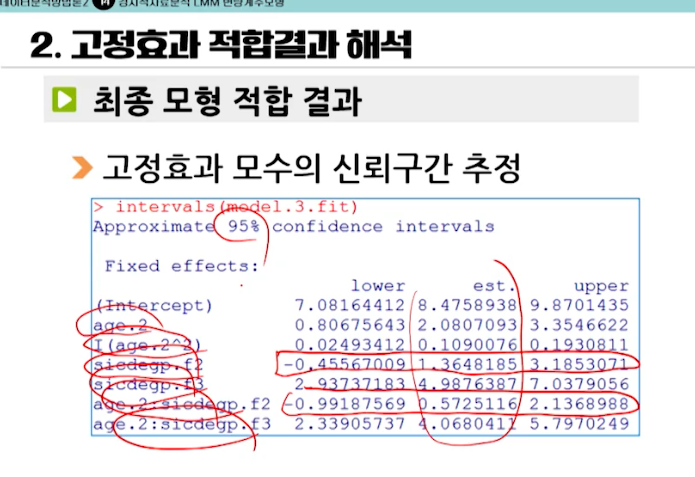 데이터분석방법론2 14 경시적자료분석 LMM 변량계수모형
2. 고정효과 적합결과 해석
최종 모형 적합 결과
고정효과 모수의 신뢰구간 추정
> intervals(model.3.fit)
Approximate 95% confidence intervals
Fixed effects:
lower est. upper
(Intercept) 7.08164412 8.4758938 9.8701435
age.2 0.80675643 2.0807093 3.3546622
I(age.2^2) 0.02493412 0.1090076 0.1930811
sicdegp.f2 -0.45567009 1.3648185 3.1853071
sicdegp.f3 2.93737183 4.9876387 7.0379056
age.2:sicdegp.f2 -0.99187569 0.5725116 2.1368988
age.2:sicdegp.f3 2.33905737 4.0680411 5.7970249